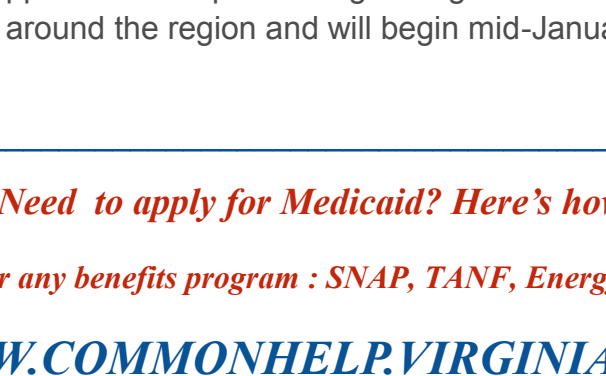 around the region and will begin mid-Janua
Need to apply for Medicaid? Here's how
r any benefits program : SNAP, TANF, Energ
W.COMMONHELP.VIRGINIA